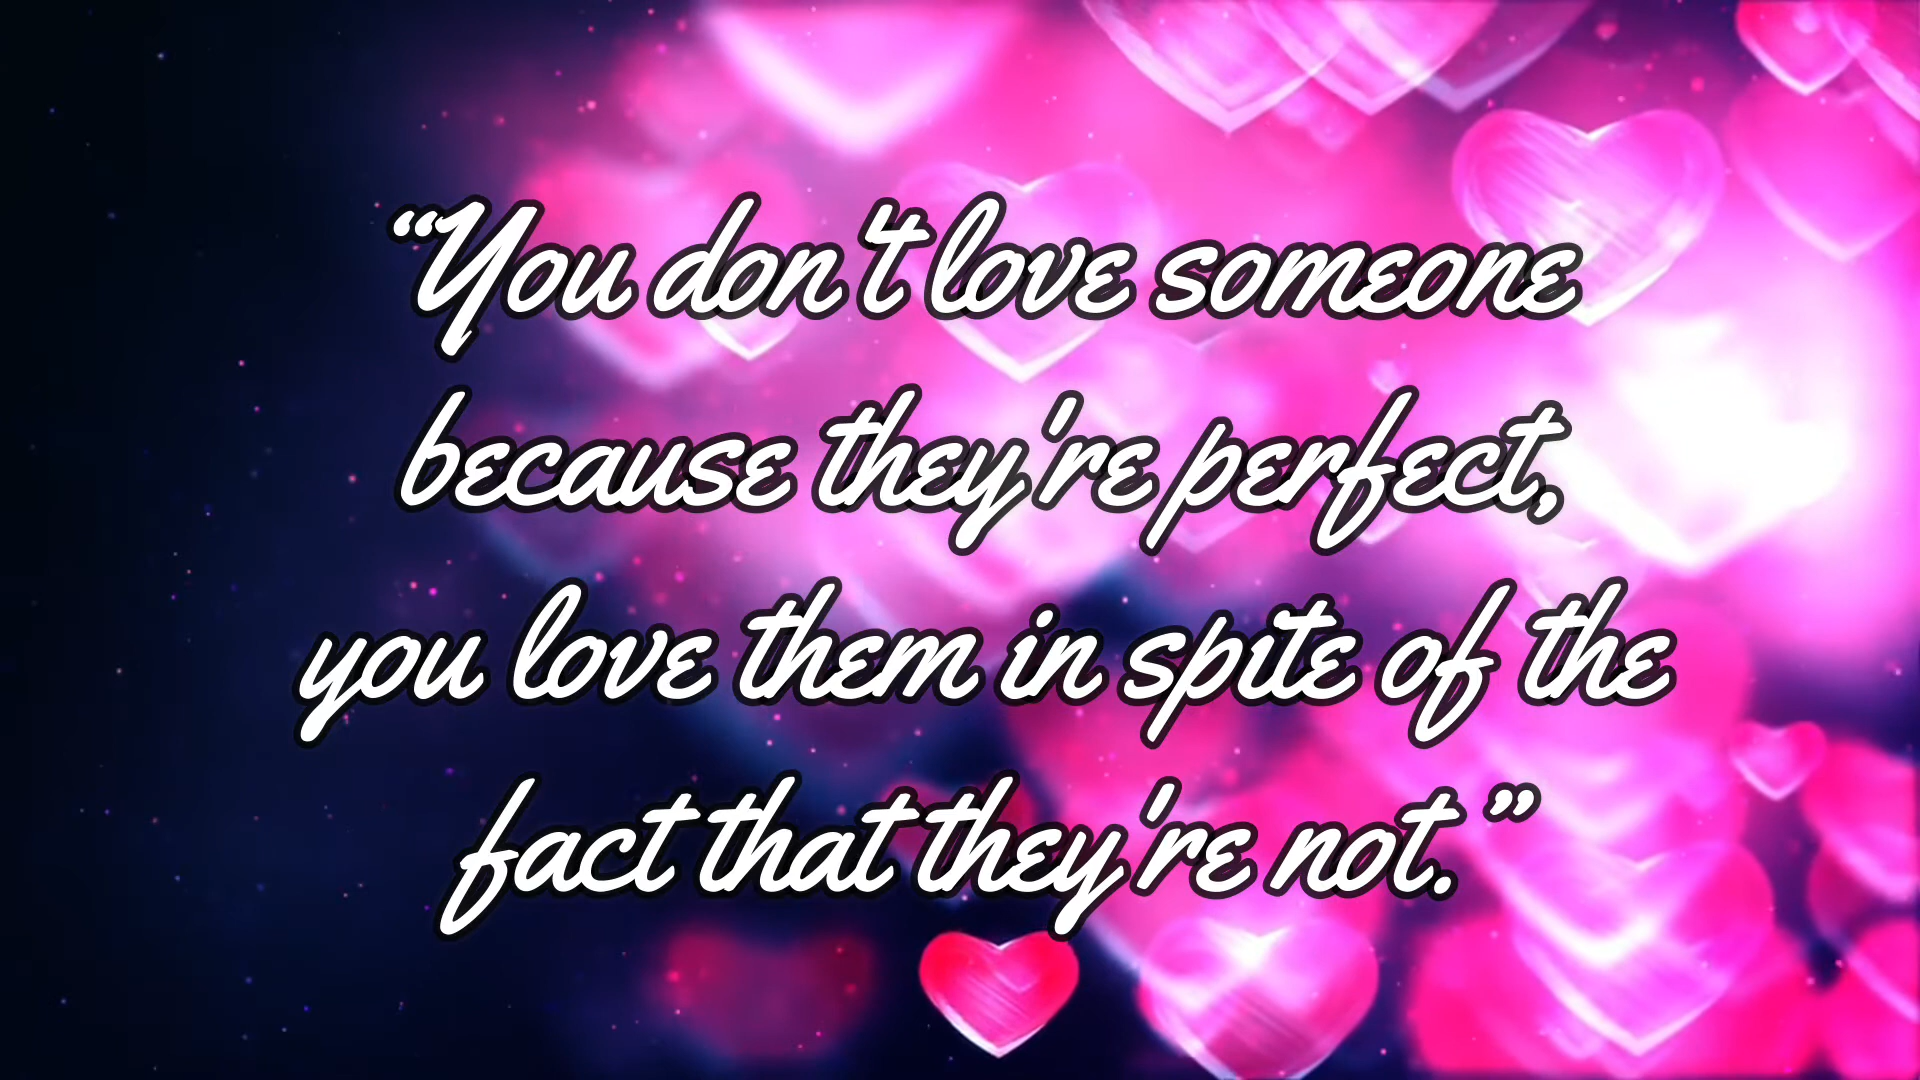 “You don't love someone
because they're perfect,
you love them in spite of the
fact that they're not.”